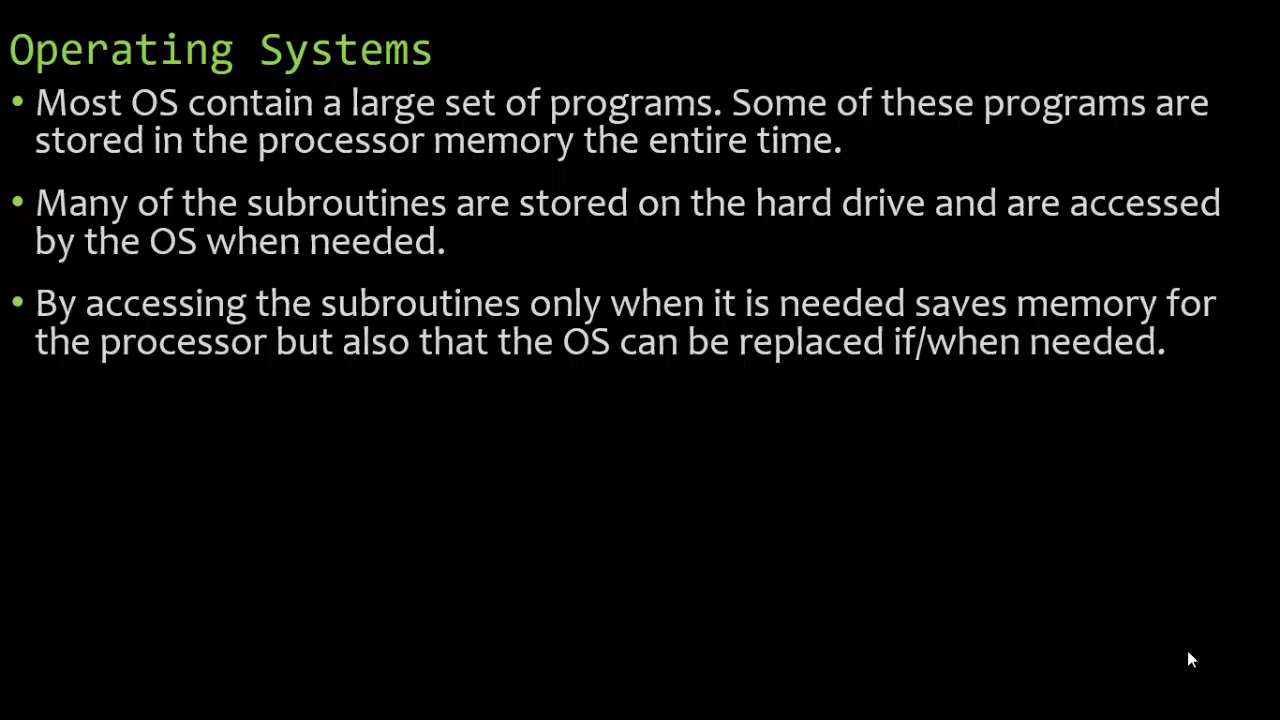 Operating Systems
• Most OS contain a large set of programs. Some of these programs are
stored in the processor memory the entire time.
• Many of the subroutines are stored on the hard drive and are accessed
by the OS when needed.
• By accessing the subroutines only when it is needed saves memory for
the processor but also that the OS can be replaced if/when needed.